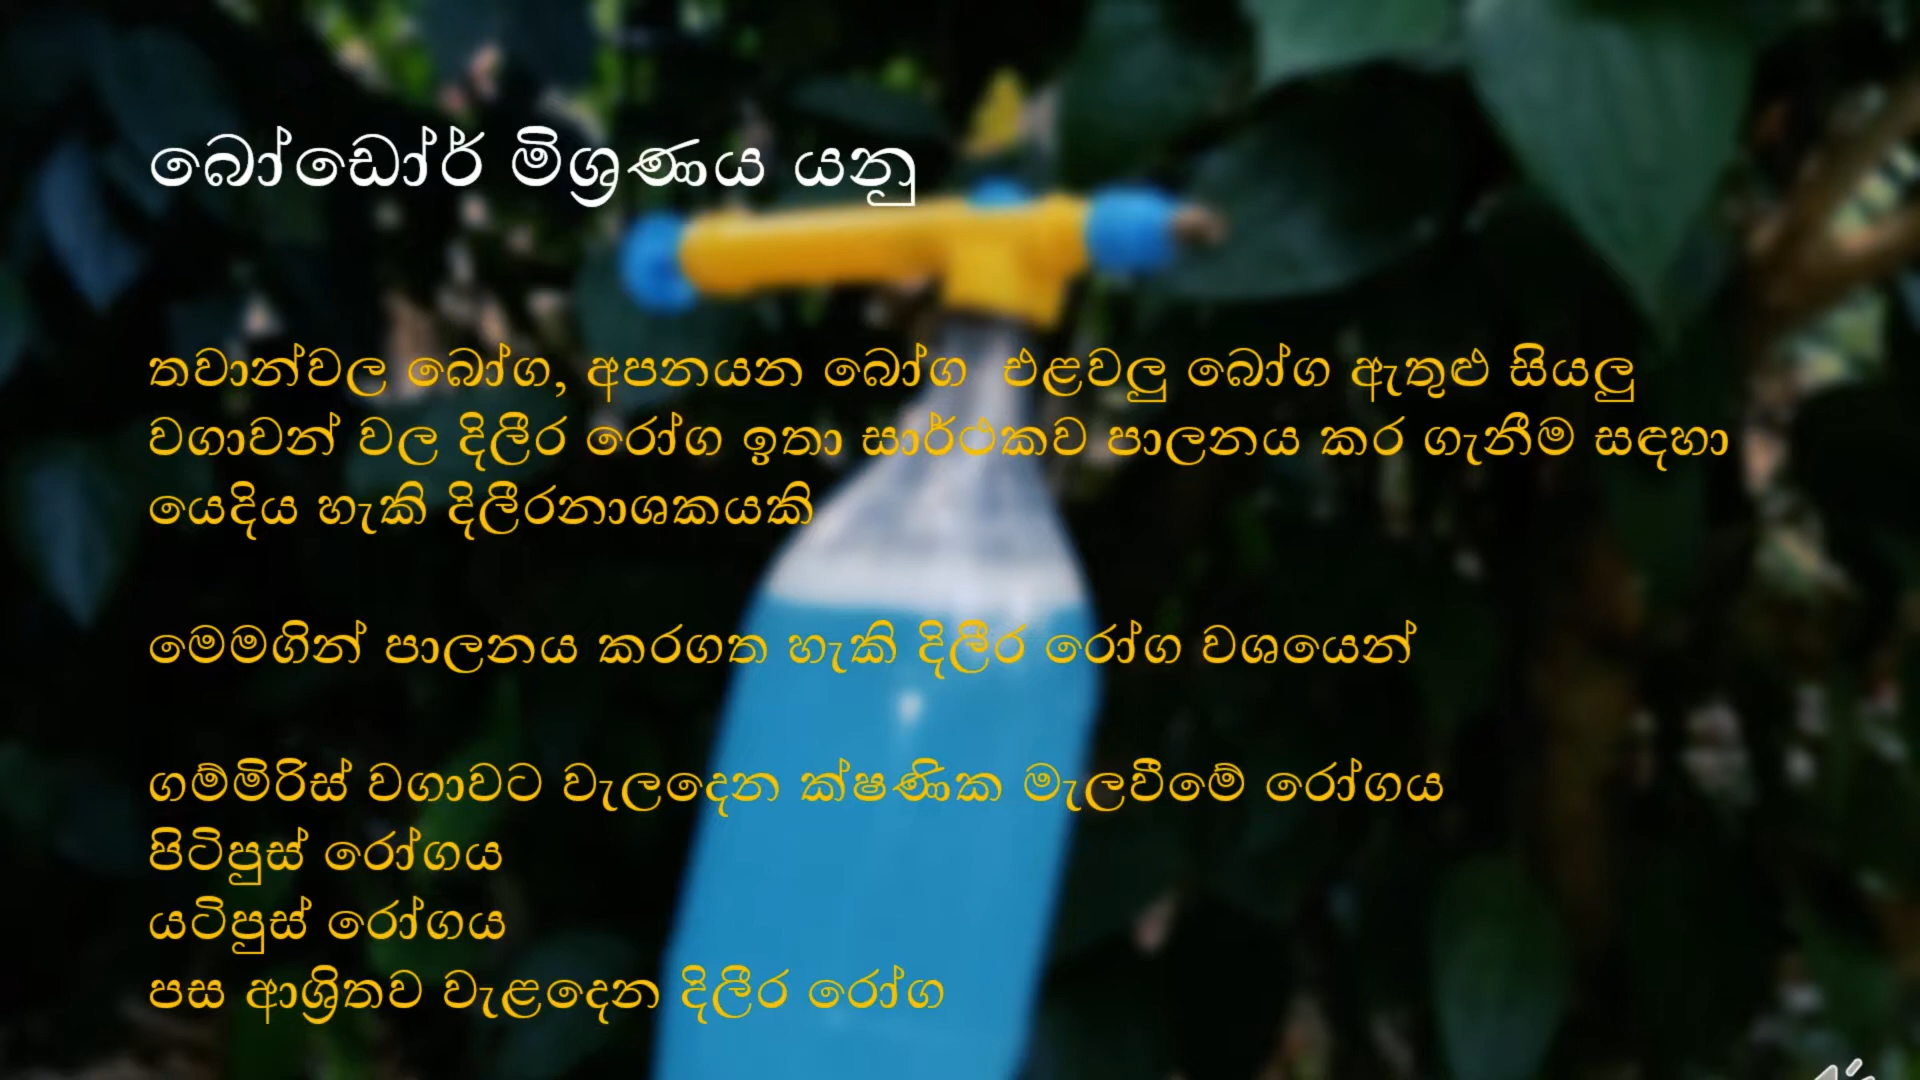 බෝඩෝර් මිශ්‍රණය යනු
තවාන්වල බෝග, අපනයන බෝග එළවලු බෝග ඇතුළු සියලු
වගාවන් වල දිලීර රෝග ඉතා සාර්ථකව පාලනය කර ගැනීම සඳහා
යෙදිය හැකි දිලීරනාශකයකි
මෙමගින් පාලනය කරගත හැකි දිලීර රෝග වශයෙන්
ගම්මිරිස් වගාවට වැලදෙන ක්ෂණික මැලවීමේ රෝගය
පිටිපුස් රෝගය
යටිපුස් රෝගය
පස ආශ්‍රිතව වැළදෙන දිලීර රෝග